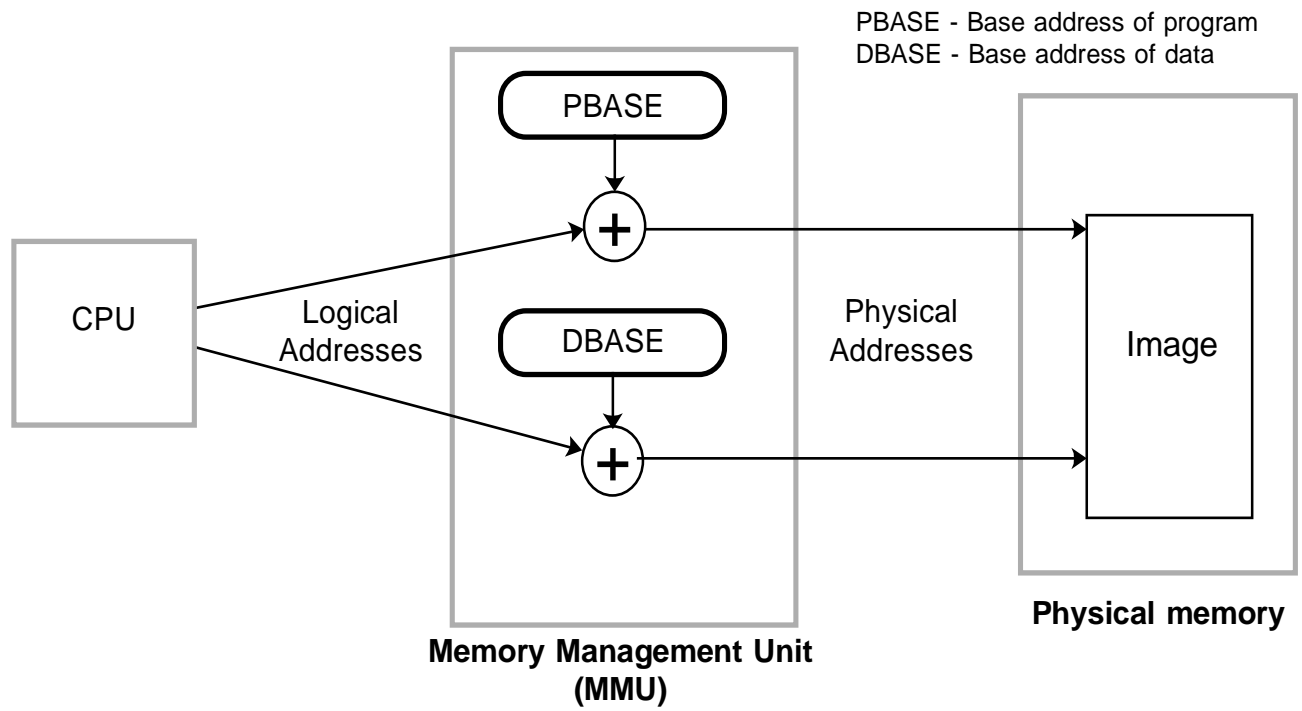 PBASE - Base address of program
DBASE - Base address of data
PBASE
+
CPU
Logical
Addresses
DBASE
+
Physical
Addresses
Image
Physical memory
Memory Management Unit
(MMU)